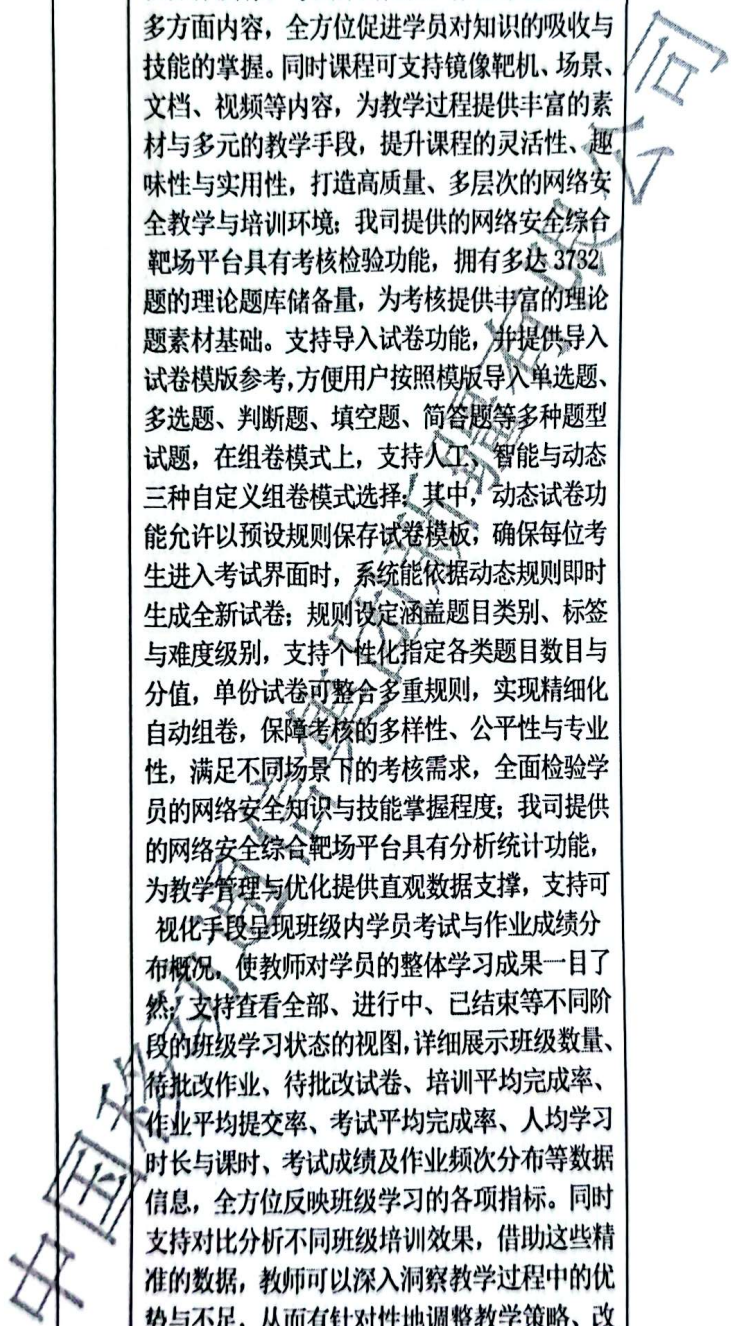 多方面内容，全方位促进学员对知识的吸收与
技能的掌握。同时课程可支持镜像靶机、场景、
文档、视频等内容，为教学过程提供丰富的素
材与多元的教学手段，提升课程的灵活性、趣
味性与实用性，打造高质量、多层次的网络安
全教学与培训环境；我司提供的网络安全综合
靶场平台具有考核检验功能，拥有多达 3732
题的理论题库储备量，为考核提供丰富的理论
题素材基础。支持导入试卷功能，并提供导入
试卷模版参考，方便用户按照模版导入单选题、
多选题、判断题、填空题、简答题等多种题型
试题，在组卷模式上，支持人工、智能与动态
三种自定义组卷模式选择；其中，动态试卷功
能允许以预设规则保存试卷模板，确保每位考
生进入考试界面时，系统能依据动态规则即时
生成全新试卷；规则设定涵盖题目类别、标签
与难度级别，支持个性化指定各类题目数目与
分值，单份试卷可整合多重规则，实现精细化
自动组卷，保障考核的多样性、公平性与专业
性，满足不同场景下的考核需求，全面检验学
员的网络安全知识与技能掌握程度；我司提供
的网络安全综合靶场平台具有分析统计功能，
为教学管理与优化提供直观数据支撑，支持可
视化手段呈现班级内学员考试与作业成绩分
布概况，使教师对学员的整体学习成果一目了
然；支持查看全部、进行中、已结束等不同阶
段的班级学习状态的视图，详细展示班级数量、
待批改作业、待批改试卷、培训平均完成率、
作业平均提交率、考试平均完成率、人均学习
时长与课时、考试成绩及作业频次分布等数据
信息，全方位反映班级学习的各项指标。同时
支持对比分析不同班级培训效果，借助这些精
准的数据，教师可以深入洞察教学过程中的优
势与不足，从而有针对性地调整教学策略、改
中国移动通信集团新疆有限公司